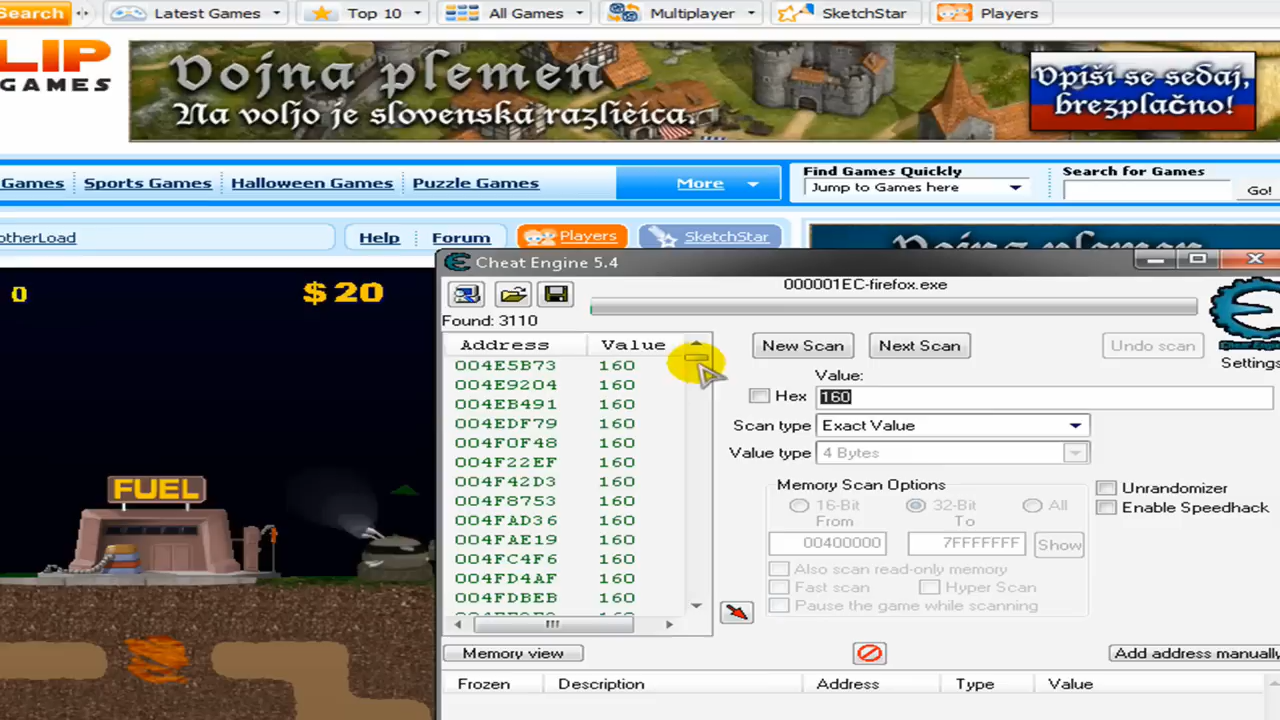 Search Latest Games Top 10 All Games Multiplayer SketchStar Players
LIP
GAMES
Vojna plemen
Na voljo je slovenska različica.
Vpiši se sedaj,
brezplačno!
Games Sports Games Halloween Games Puzzle Games More
Find Games Quickly
Jump to Games here
Search for Games
Go!
otherLoad Help Forum Players SketchStar
Vojna plemen
0 $20
FUEL
Cheat Engine 5.4
000001EC-firefox.exe
Found: 3110
Address Value
004E5B73 160
004E9204 160
004EB491 160
004EDF79 160
004F0F48 160
004F22EF 160
004F42D3 160
004F8753 160
004FAD36 160
004FAE19 160
004FC4F6 160
004FD4AF 160
004FDBEB 160
New Scan Next Scan Undo scan
Settings
Value:
Hex 160
Scan type Exact Value
Value type 4 Bytes
Memory Scan Options
16-Bit 32-Bit All
From To
00400000 7FFFFFFF Show
Also scan read-only memory
Fast scan Hyper Scan
Pause the game while scanning
Unrandomizer
Enable Speedhack
Memory view Add address manually
Frozen Description Address Type Value